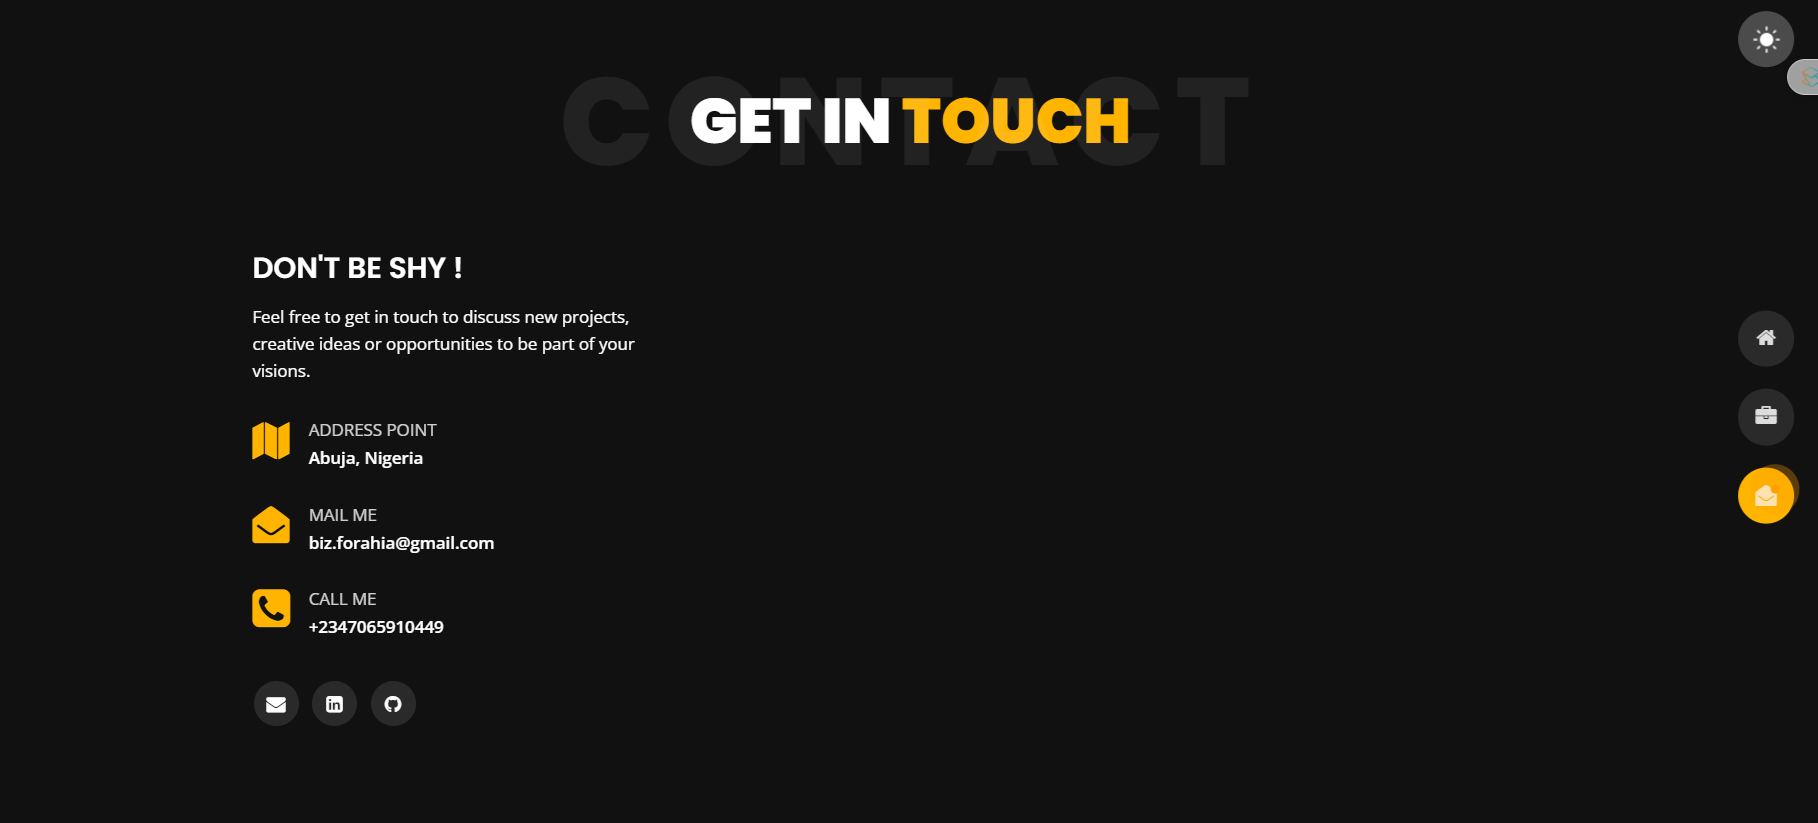 CONTACT
GET IN TOUCH
DON'T BE SHY !
Feel free to get in touch to discuss new projects,
creative ideas or opportunities to be part of your
visions.
ADDRESS POINT
Abuja, Nigeria
MAIL ME
biz.forahia@gmail.com
CALL ME
+2347065910449
in